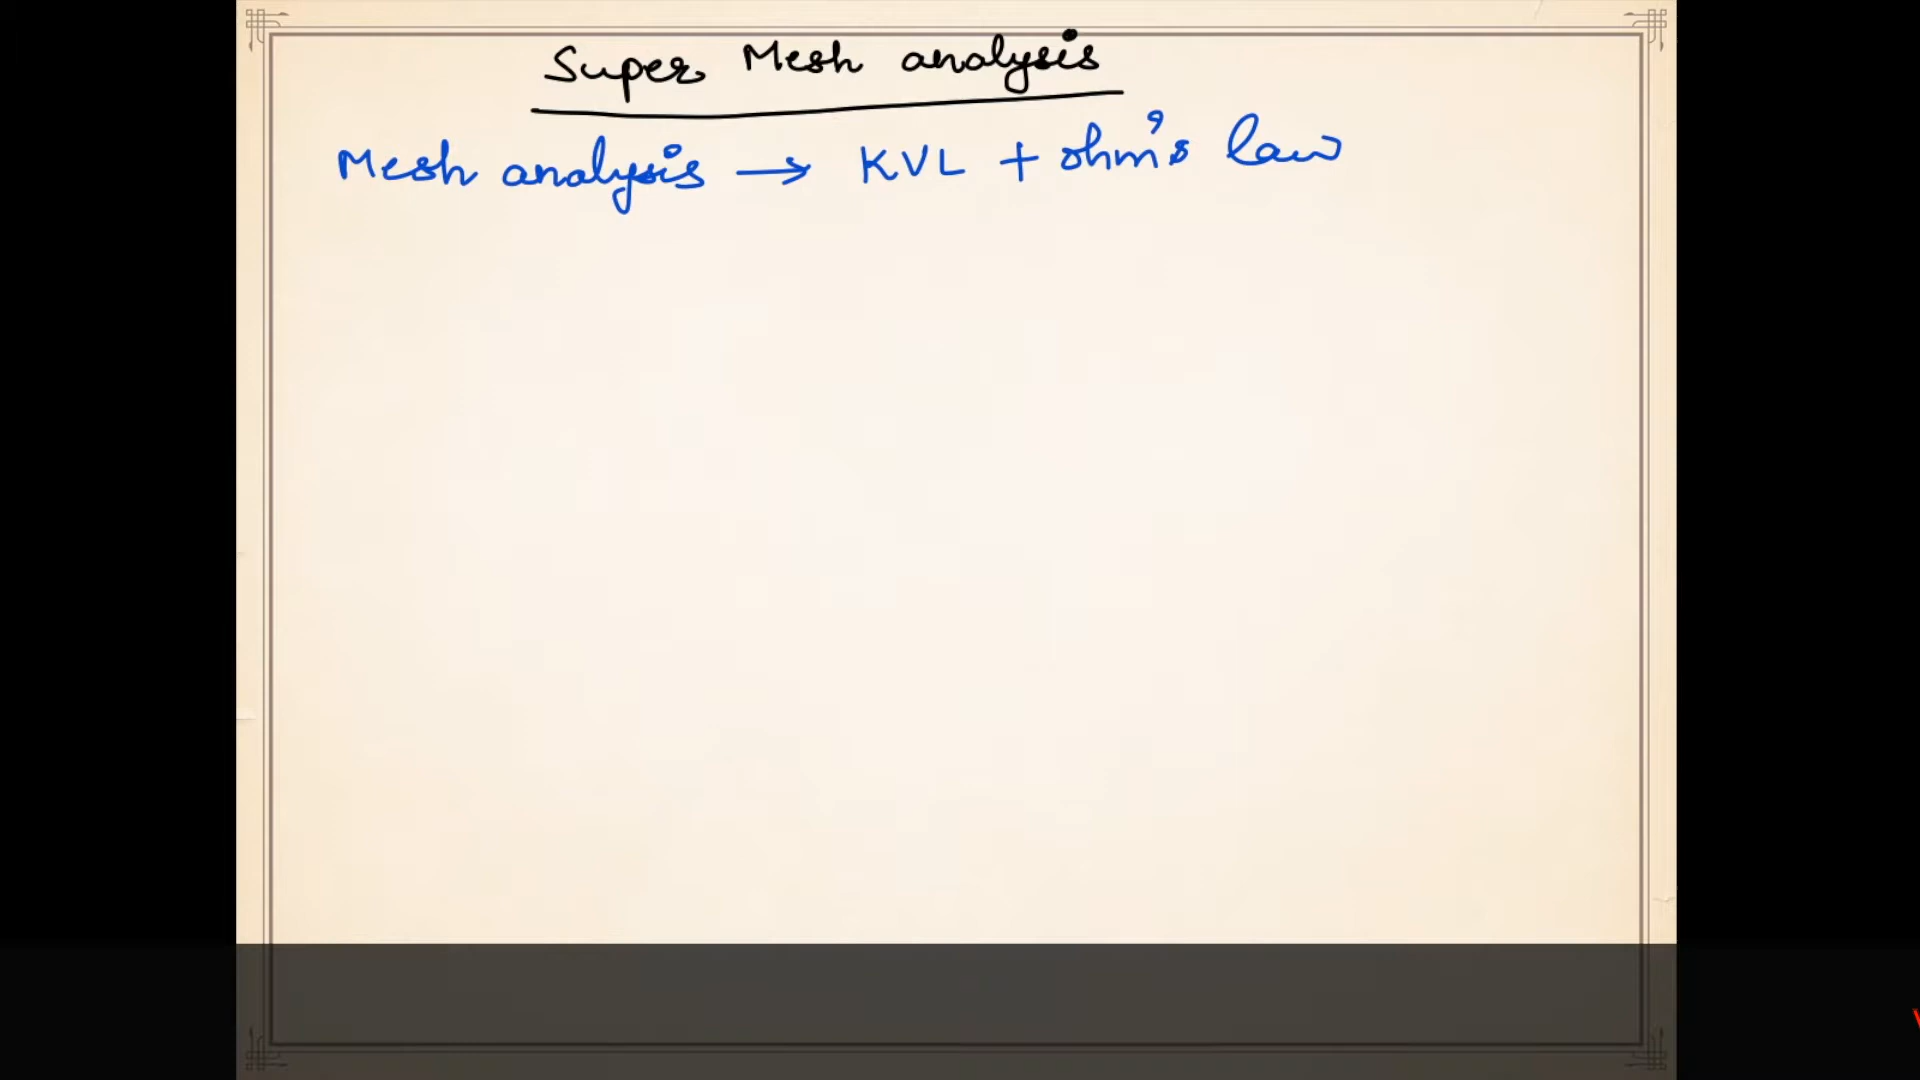 Super Mesh analysis
Mesh analysis → KVL + ohm's law